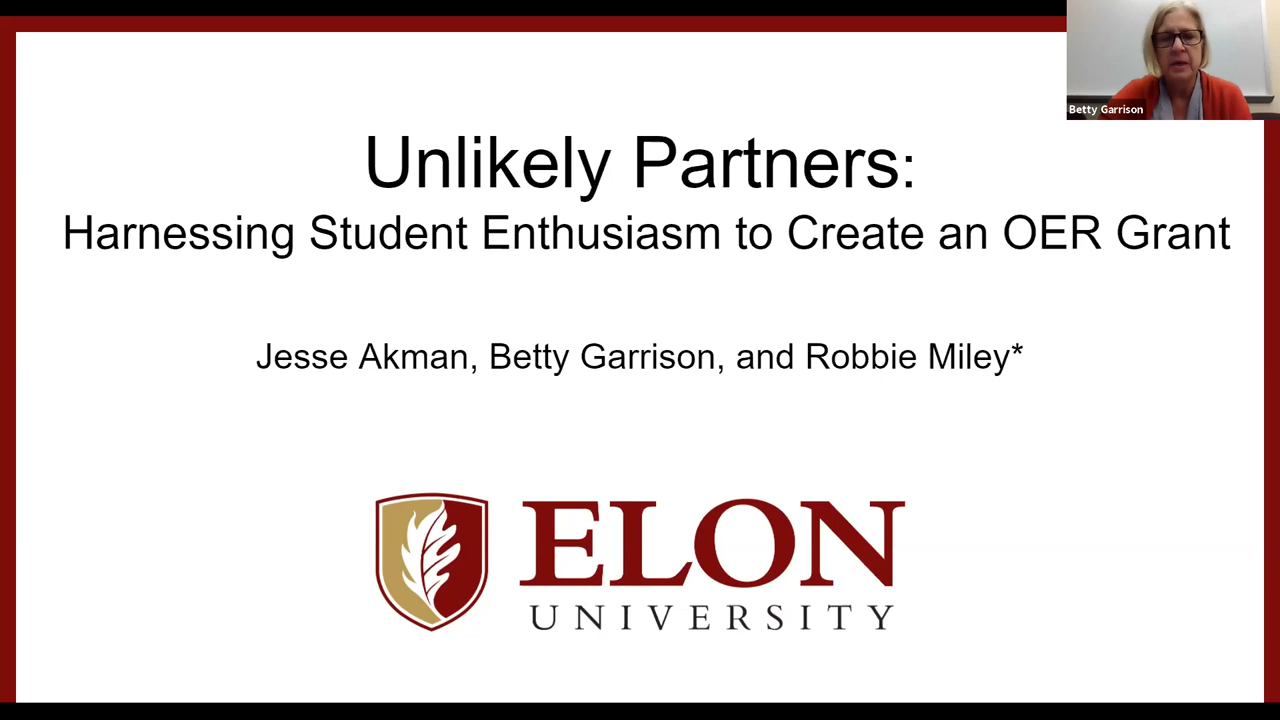 Betty Garrison
Unlikely Partners:
Harnessing Student Enthusiasm to Create an OER Grant
Jesse Akman, Betty Garrison, and Robbie Miley*
ELON
UNIVERSITY